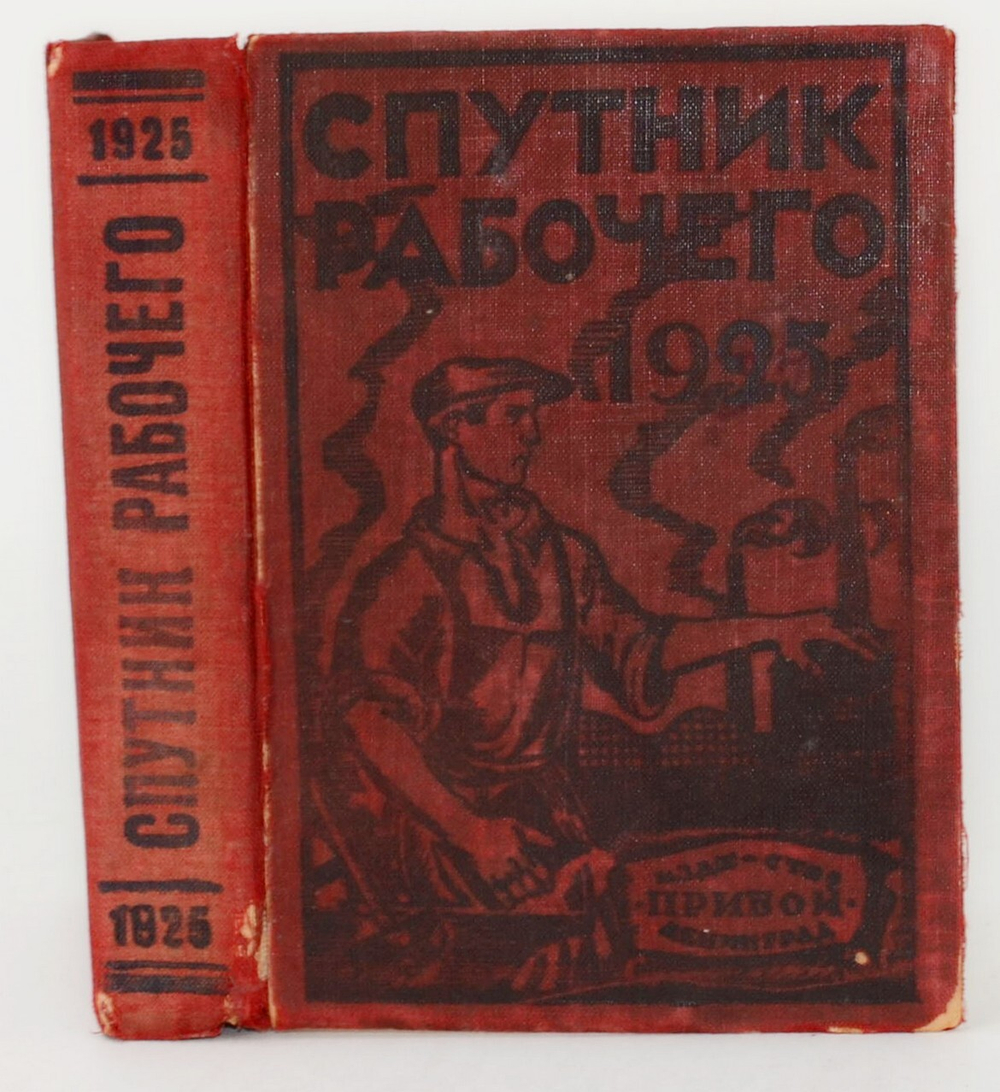 1925
СПУТНИК РАБОЧЕГО
1925
СПУТНИК
РАБОЧЕГО
1925
ИЗД-СТВО
·ПРИБОЙ·
ЛЕНИНГРАД